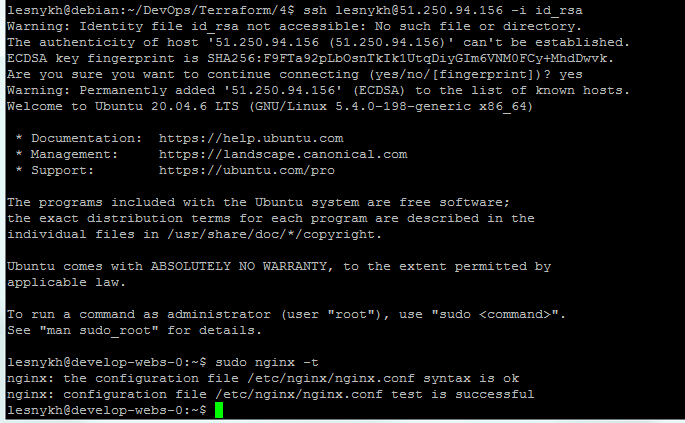 lesnykh@debian:~/DevOps/Terraform/4$ ssh lesnykh@51.250.94.156 -i id_rsa
Warning: Identity file id_rsa not accessible: No such file or directory.
The authenticity of host '51.250.94.156 (51.250.94.156)' can't be established.
ECDSA key fingerprint is SHA256:F9FTa92pLbOsnTkIk1UtqDiyGIm6VNM0FCy+MhdDwvk.
Are you sure you want to continue connecting (yes/no/[fingerprint])? yes
Warning: Permanently added '51.250.94.156' (ECDSA) to the list of known hosts.
Welcome to Ubuntu 20.04.6 LTS (GNU/Linux 5.4.0-198-generic x86_64)

 * Documentation:  https://help.ubuntu.com
 * Management:     https://landscape.canonical.com
 * Support:        https://ubuntu.com/pro

The programs included with the Ubuntu system are free software;
the exact distribution terms for each program are described in the
individual files in /usr/share/doc/*/copyright.

Ubuntu comes with ABSOLUTELY NO WARRANTY, to the extent permitted by
applicable law.

To run a command as administrator (user "root"), use "sudo <command>".
See "man sudo_root" for details.

lesnykh@develop-webs-0:~$ sudo nginx -t
nginx: the configuration file /etc/nginx/nginx.conf syntax is ok
nginx: configuration file /etc/nginx/nginx.conf test is successful
lesnykh@develop-webs-0:~$